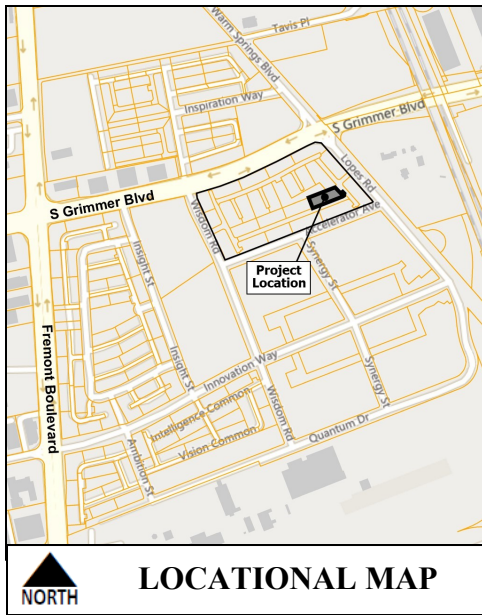 Warm Springs Blvd
Tavis Pl
Inspiration Way
S Grimmer Blvd
S Grimmer Blvd
Lopes Rd
Wisdom Rd
Accelerator Ave
Insight St
Synergy St
Project
Location
Fremont Boulevard
Insight St
Innovation Way
Synergy St
Intelligence Common
Wisdom Rd
Quantum Dr
Vision Common
Ambition St
NORTH
LOCATIONAL MAP